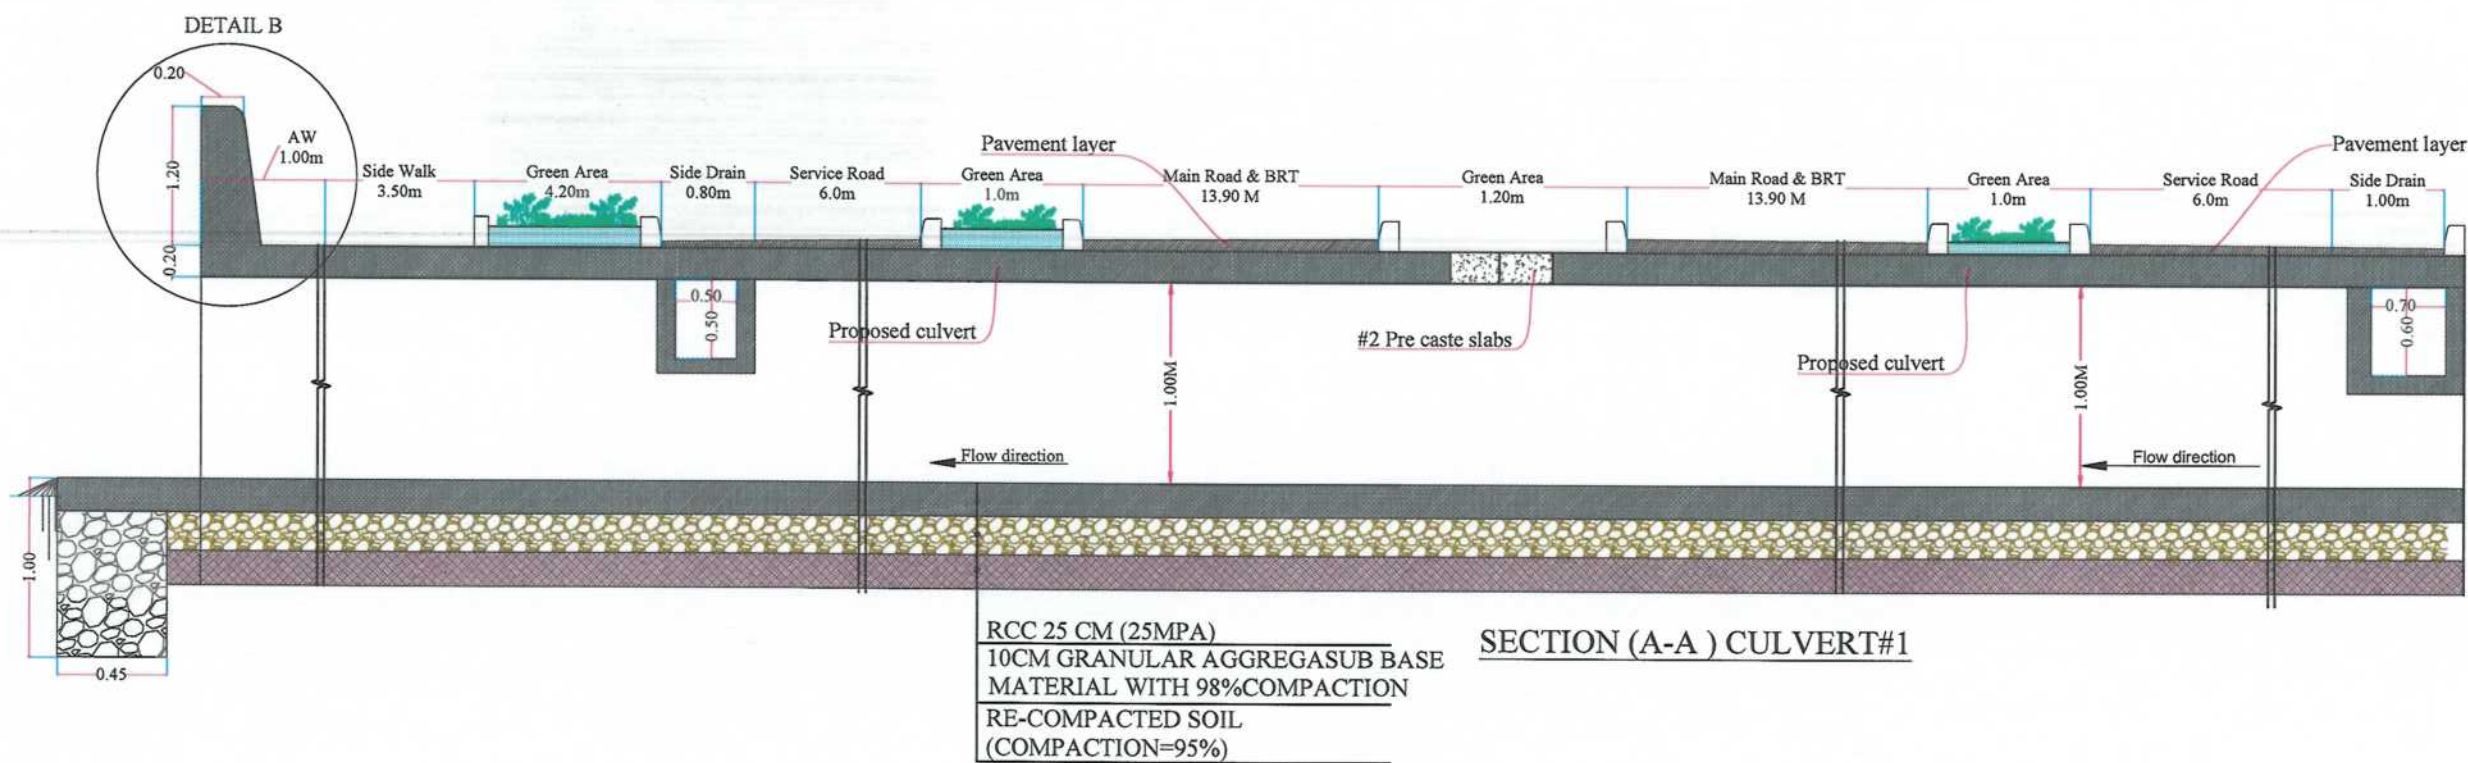 DETAIL B
0.20
1.20
0.20
AW
1.00m
Side Walk
3.50m
Green Area
4.20m
Side Drain
0.80m
Service Road
6.0m
Green Area
1.0m
Pavement layer
Main Road & BRT
13.90 M
Green Area
1.20m
Main Road & BRT
13.90 M
Green Area
1.0m
Service Road
6.0m
Pavement layer
Side Drain
1.00m
0.50
0.50
Proposed culvert
#2 Pre caste slabs
Proposed culvert
0.70
0.60
1.00M
1.00M
Flow direction
Flow direction
1.00
0.45
RCC 25 CM (25MPA)
10CM GRANULAR AGGREGASUB BASE
MATERIAL WITH 98%COMPACTION
RE-COMPACTED SOIL
(COMPACTION=95%)
SECTION (A-A ) CULVERT#1